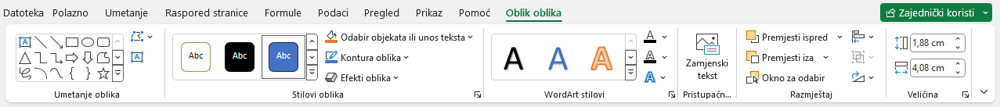 Datoteka Polazno Umetanje Raspored stranice Formule Podaci Pregled Prikaz Pomoć Oblik oblika Zajednički koristi
A Abc Abc Abc Odabir objekata ili unos teksta A A A A Premjesti ispred 1,88 cm
A Kontura oblika A Zamjenski tekst Premjesti iza
Efekti oblika A Okno za odabir 4,08 cm
Umetanje oblika Stilovi oblika WordArt stilovi Pristupačn... Razmještaj Veličina